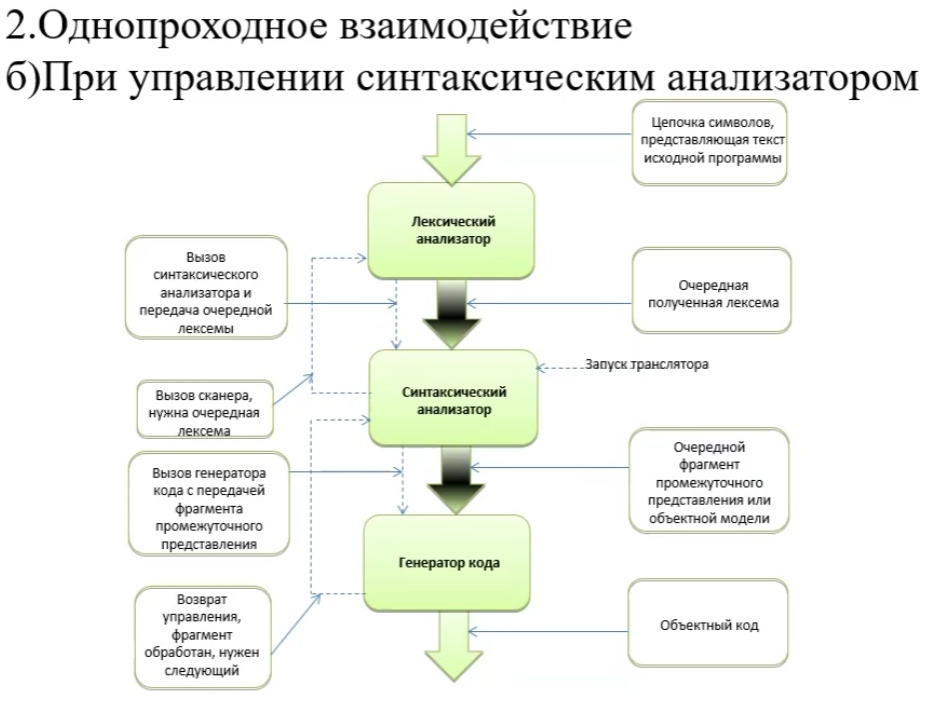 2.Однопроходное взаимодействие
б)При управлении синтаксическим анализатором
Цепочка символов,
представляющая текст
исходной программы
Лексический
анализатор
Вызов
синтаксического
анализатора и
передача очередной
лексемы
Очередная
полученная лексема
Запуск транслятора
Синтаксический
анализатор
Вызов сканера,
нужна очередная
лексема
Очередной
фрагмент
промежуточного
представления или
объектной модели
Вызов генератора
кода с передачей
фрагмента
промежуточного
представления
Генератор кода
Возврат
управления,
фрагмент
обработан, нужен
следующий
Объектный код